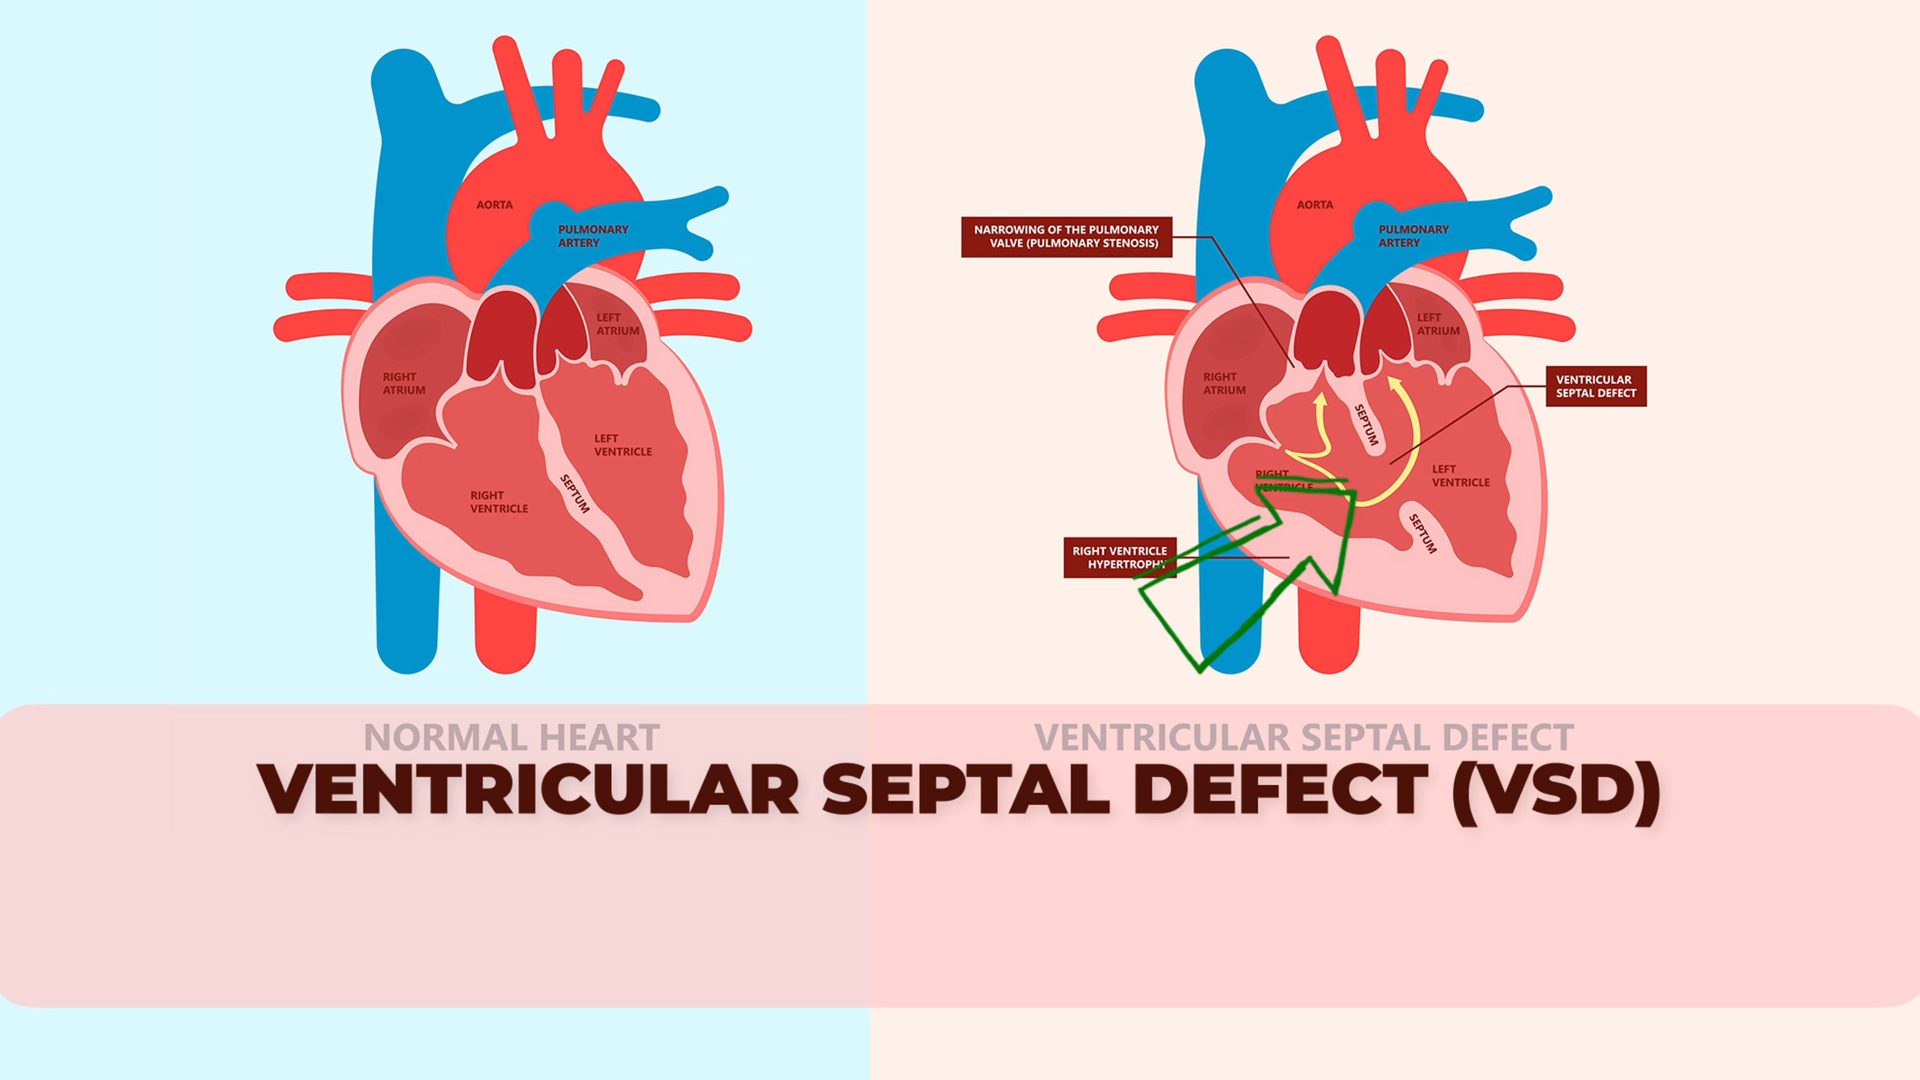 AORTA
PULMONARY
ARTERY
LEFT
ATRIUM
RIGHT
ATRIUM
LEFT
VENTRICLE
SEPTUM
RIGHT
VENTRICLE
AORTA
NARROWING OF THE PULMONARY
VALVE (PULMONARY STENOSIS)
PULMONARY
ARTERY
LEFT
ATRIUM
RIGHT
ATRIUM
VENTRICULAR
SEPTAL DEFECT
SEPTUM
RIGHT
VENTRICLE
LEFT
VENTRICLE
SEPTUM
RIGHT VENTRICLE
HYPERTROPHY
NORMAL HEART
VENTRICULAR SEPTAL DEFECT
VENTRICULAR SEPTAL DEFECT (VSD)